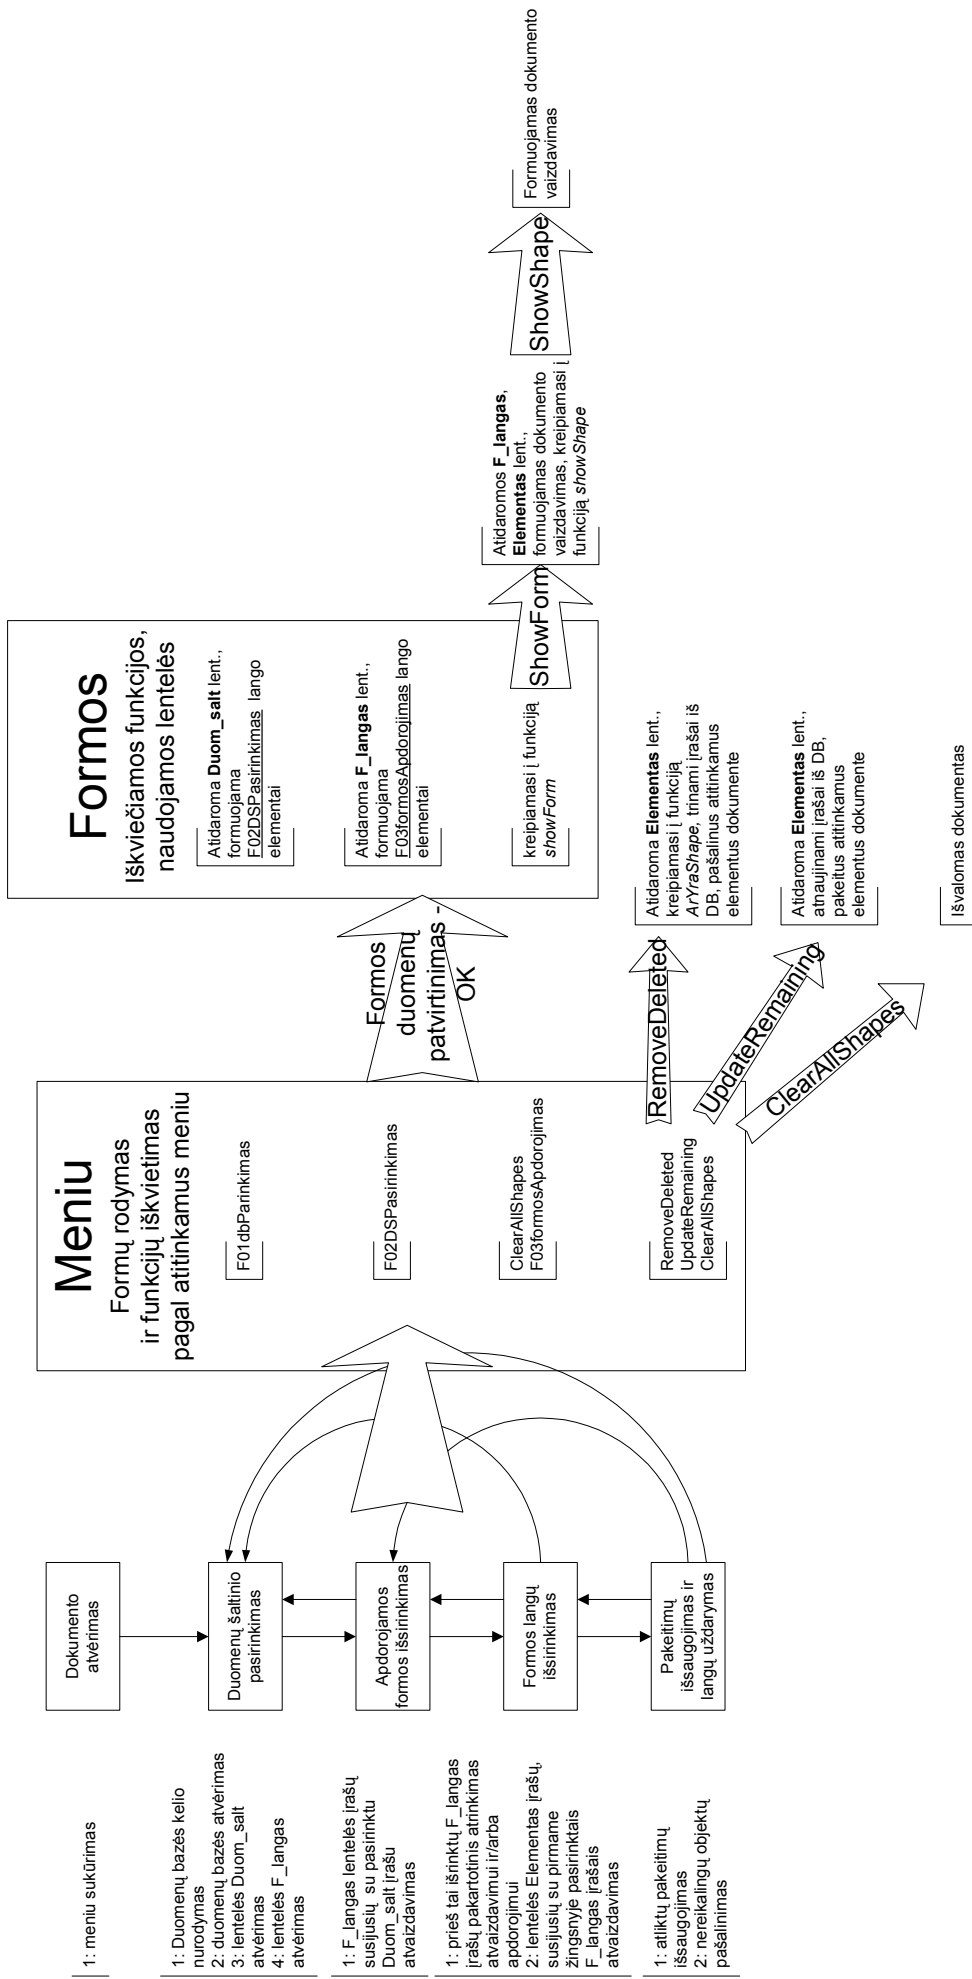 1: meniu sukūrimas
1: Duomenų bazės kelio
nurodymas
2: duomenų bazės atvėrimas
3: lentelės Duom_salt
atvėrimas
4: lentelės F_langas
atvėrimas
1: F_langas lentelės įrašų
susijusių su pasirinktu
Duom_salt įrašu
atvaizdavimas
1: prieš tai išrinktų F_langas
įrašų pakartotinis atrinkimas
atvaizdavimui ir/arba
apdorojimui
2: lentelės Elementas įrašų,
susijusių su pirmame
žingsnyje pasirinktais
F_langas įrašais
atvaizdavimas
1: atliktų pakeitimų
išsaugojimas
2: nereikalingų objektų
pašalinimas
Dokumento
atvėrimas
Duomenų šaltinio
pasirinkimas
Apdorojamos
formos išsirinkimas
Formos langų
išsirinkimas
Pakeitimų
išsaugojimas ir
langų uždarymas
Meniu
Formų rodymas
ir funkcijų iškvietimas
pagal atitinkamus meniu
F01dbParinkimas
F02DSPasirinkimas
ClearAllShapes
F03formosApdorojimas
RemoveDeleted
UpdateRemaining
ClearAllShapes
Formos
duomenų
patvirtinimas -
OK
RemoveDeleted
UpdateRemaining
ClearAllShapes
Formos
Iškviečiamos funkcijos,
naudojamos lentelės
Atidaroma Duom_salt lent.,
formuojama
F02DSPasirinkimas lango
elementai
Atidaroma F_langas lent.,
formuojama
F03formosApdorojimas lango
elementai
kreipiamasi į funkciją
showForm
Atidaroma Elementas lent.,
kreipiamasi į funkciją
ArYraShape, trinami įrašai iš
DB, pašalinus atitinkamus
elementus dokumente
Atidaroma Elementas lent.,
atnaujinami įrašai iš DB,
pakeitus atitinkamus
elementus dokumente
Išvalomas dokumentas
ShowForm
Atidaromos F_langas,
Elementas lent.,
formuojamas dokumento
vaizdavimas, kreipiamasi į
funkciją showShape
ShowShape
Formuojamas dokumento
vaizdavimas